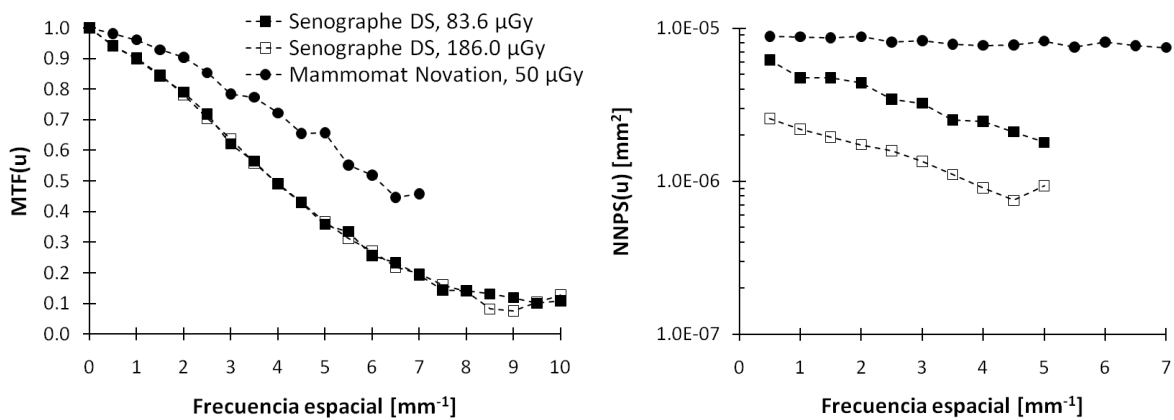 Senographe DS, 83.6 µGy
Senographe DS, 186.0 µGy
Mammomat Novation, 50 µGy
MTF(u)
1.0
0.9
0.8
0.7
0.6
0.5
0.4
0.3
0.2
0.1
0.0
0 1 2 3 4 5 6 7 8 9 10
Frecuencia espacial [mm⁻¹]
NNPS(u) [mm²]
1.0E-05
1.0E-06
1.0E-07
0 1 2 3 4 5 6 7
Frecuencia espacial [mm⁻¹]